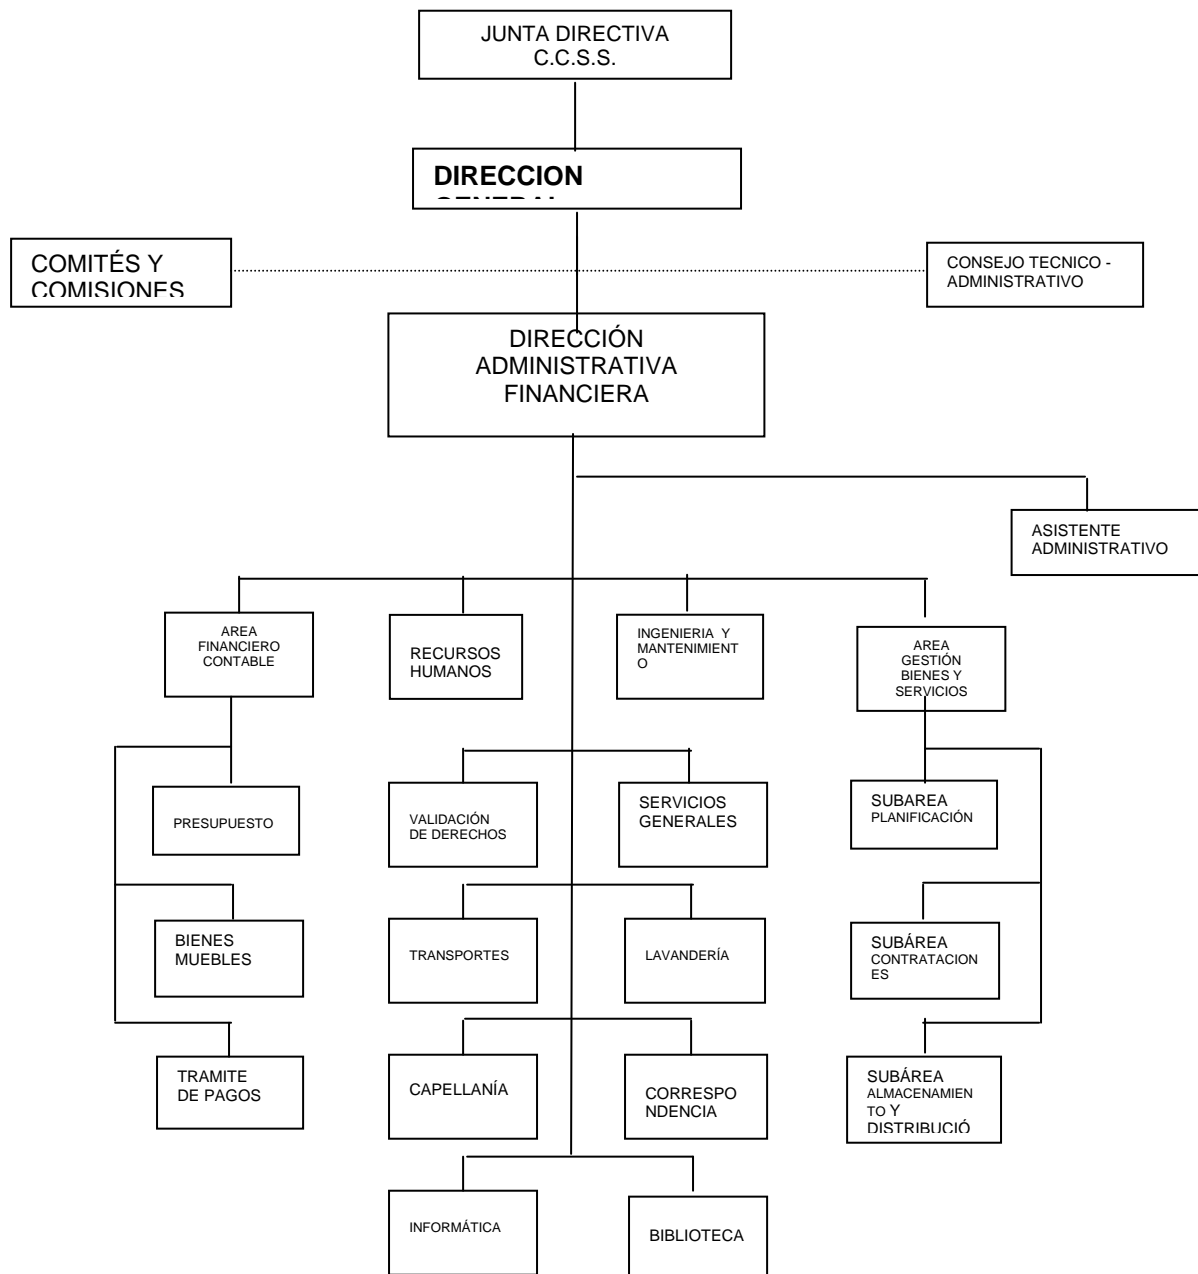 JUNTA DIRECTIVA
C.C.S.S.
DIRECCION
COMITÉS Y
COMISIONES
CONSEJO TECNICO -
ADMINISTRATIVO
DIRECCIÓN
ADMINISTRATIVA
FINANCIERA
ASISTENTE
ADMINISTRATIVO
AREA
FINANCIERO
CONTABLE
RECURSOS
HUMANOS
INGENIERIA Y
MANTENIMIENT
O
AREA
GESTIÓN
BIENES Y
SERVICIOS
PRESUPUESTO
VALIDACIÓN
DE DERECHOS
SERVICIOS
GENERALES
SUBAREA
PLANIFICACIÓN
BIENES
MUEBLES
TRANSPORTES
LAVANDERÍA
SUBÁREA
CONTRATACION
ES
TRAMITE
DE PAGOS
CAPELLANÍA
CORRESPO
NDENCIA
SUBÁREA
ALMACENAMIEN
TO Y
DISTRIBUCIÓ
INFORMÁTICA
BIBLIOTECA